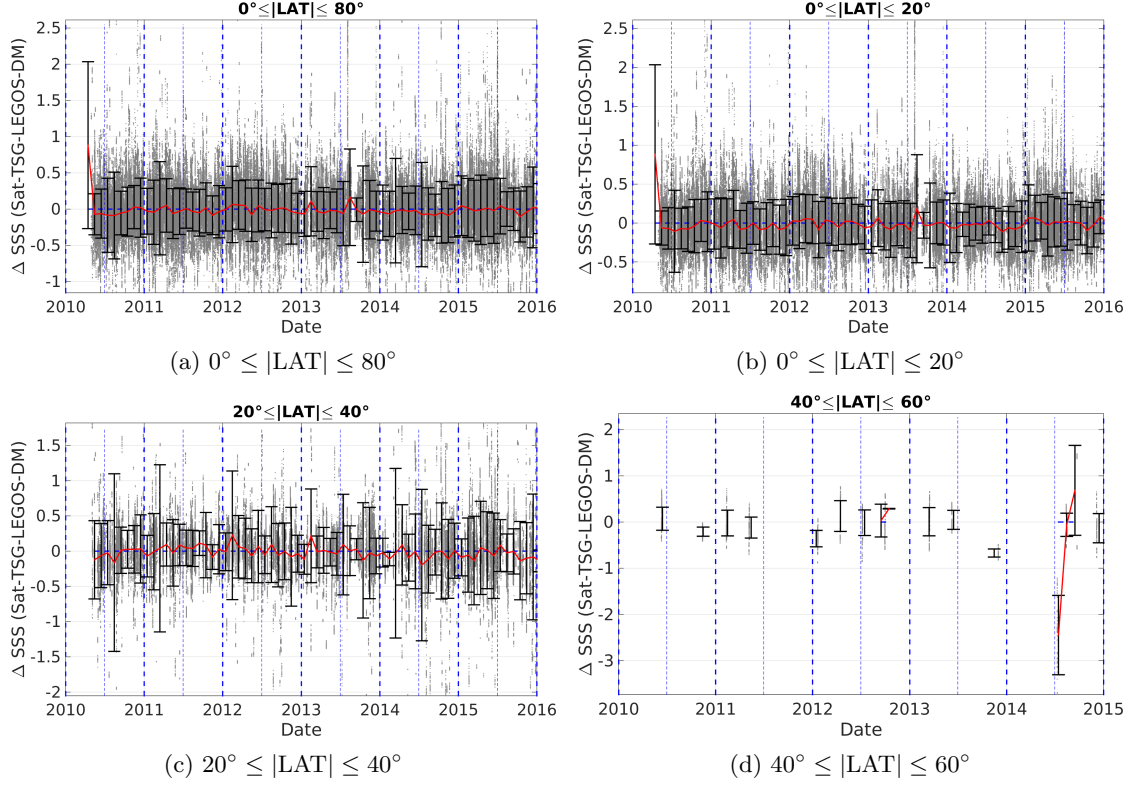 0°≤|LAT|≤ 80°
Δ SSS (Sat-TSG-LEGOS-DM)
2.5
2
1.5
1
0.5
0
-0.5
-1
2010 2011 2012 2013 2014 2015 2016
Date
(a) 0° ≤ |LAT| ≤ 80°
0°≤|LAT|≤ 20°
Δ SSS (Sat-TSG-LEGOS-DM)
2.5
2
1.5
1
0.5
0
-0.5
2010 2011 2012 2013 2014 2015 2016
Date
(b) 0° ≤ |LAT| ≤ 20°
20°≤|LAT|≤ 40°
Δ SSS (Sat-TSG-LEGOS-DM)
1.5
1
0.5
0
-0.5
-1
-1.5
-2
2010 2011 2012 2013 2014 2015 2016
Date
(c) 20° ≤ |LAT| ≤ 40°
40°≤|LAT|≤ 60°
Δ SSS (Sat-TSG-LEGOS-DM)
2
1
0
-1
-2
-3
2010 2011 2012 2013 2014 2015
Date
(d) 40° ≤ |LAT| ≤ 60°